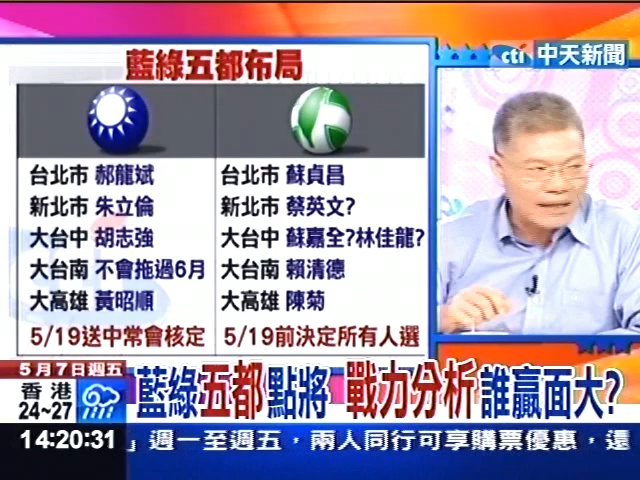 cti 中天新聞
藍綠五都布局
台北市 郝龍斌
新北市 朱立倫
大台中 胡志強
大台南 不會拖過6月
大高雄 黃昭順
5/19送中常會核定
台北市 蘇貞昌
新北市 蔡英文?
大台中 蘇嘉全?林佳龍?
大台南 賴清德
大高雄 陳菊
5/19前決定所有人選
5月7日週五
香港
24~27
藍綠五都點將 戰力分析誰贏面大?
14:20:31
」週一至週五，兩人同行可享購票優惠，還